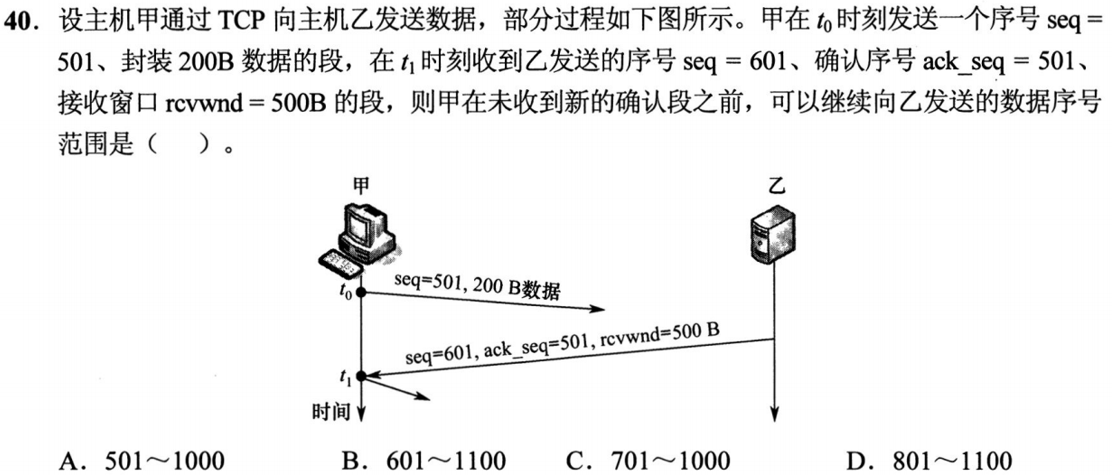 40. 设主机甲通过 TCP 向主机乙发送数据，部分过程如下图所示。甲在 t₀ 时刻发送一个序号 seq =
501、封装 200B 数据的段，在 t₁ 时刻收到乙发送的序号 seq = 601、确认序号 ack_seq = 501、
接收窗口 rcvwnd = 500B 的段，则甲在未收到新的确认段之前，可以继续向乙发送的数据序号
范围是（　）。
甲 乙
t₀ seq=501, 200 B数据
seq=601, ack_seq=501, rcvwnd=500 B
t₁
时间
A. 501～1000 B. 601～1100 C. 701～1000 D. 801～1100